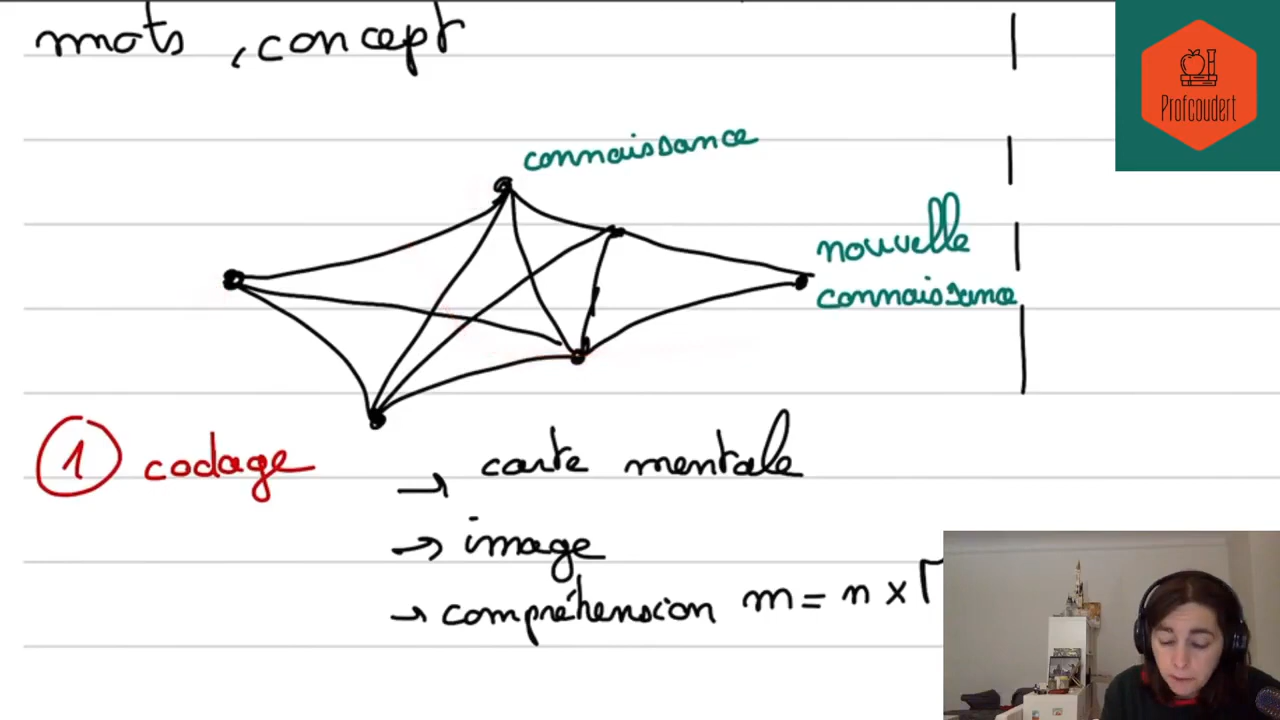 mots, concept
Profcoudert
connaissance
nouvelle
connaissance
1 codage
→ carte mentale
→ image
→ compréhension m = n x